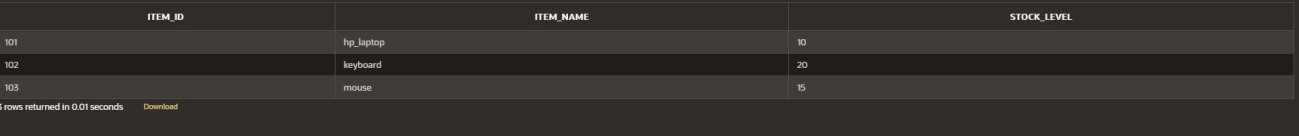 ITEM_ID ITEM_NAME STOCK_LEVEL
101 hp_laptop 10
102 keyboard 20
103 mouse 15
rows returned in 0.01 seconds Download